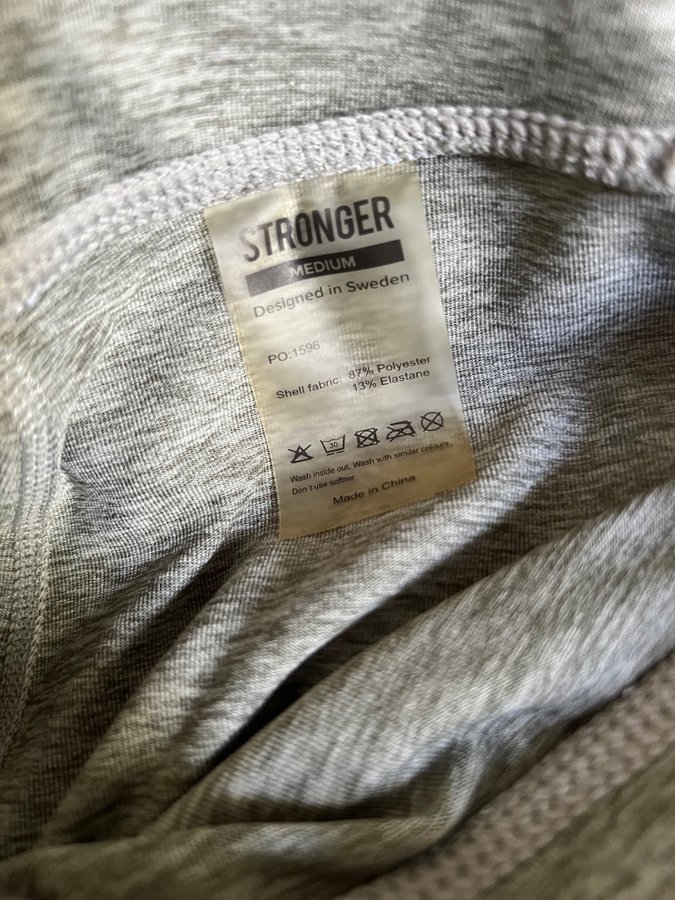 STRONGER
MEDIUM
Designed in Sweden
PO:1596
Shell fabric: 87% Polyester
13% Elastane
30
Wash inside out. Wash with similar colours.
Don t use softner
Made in China